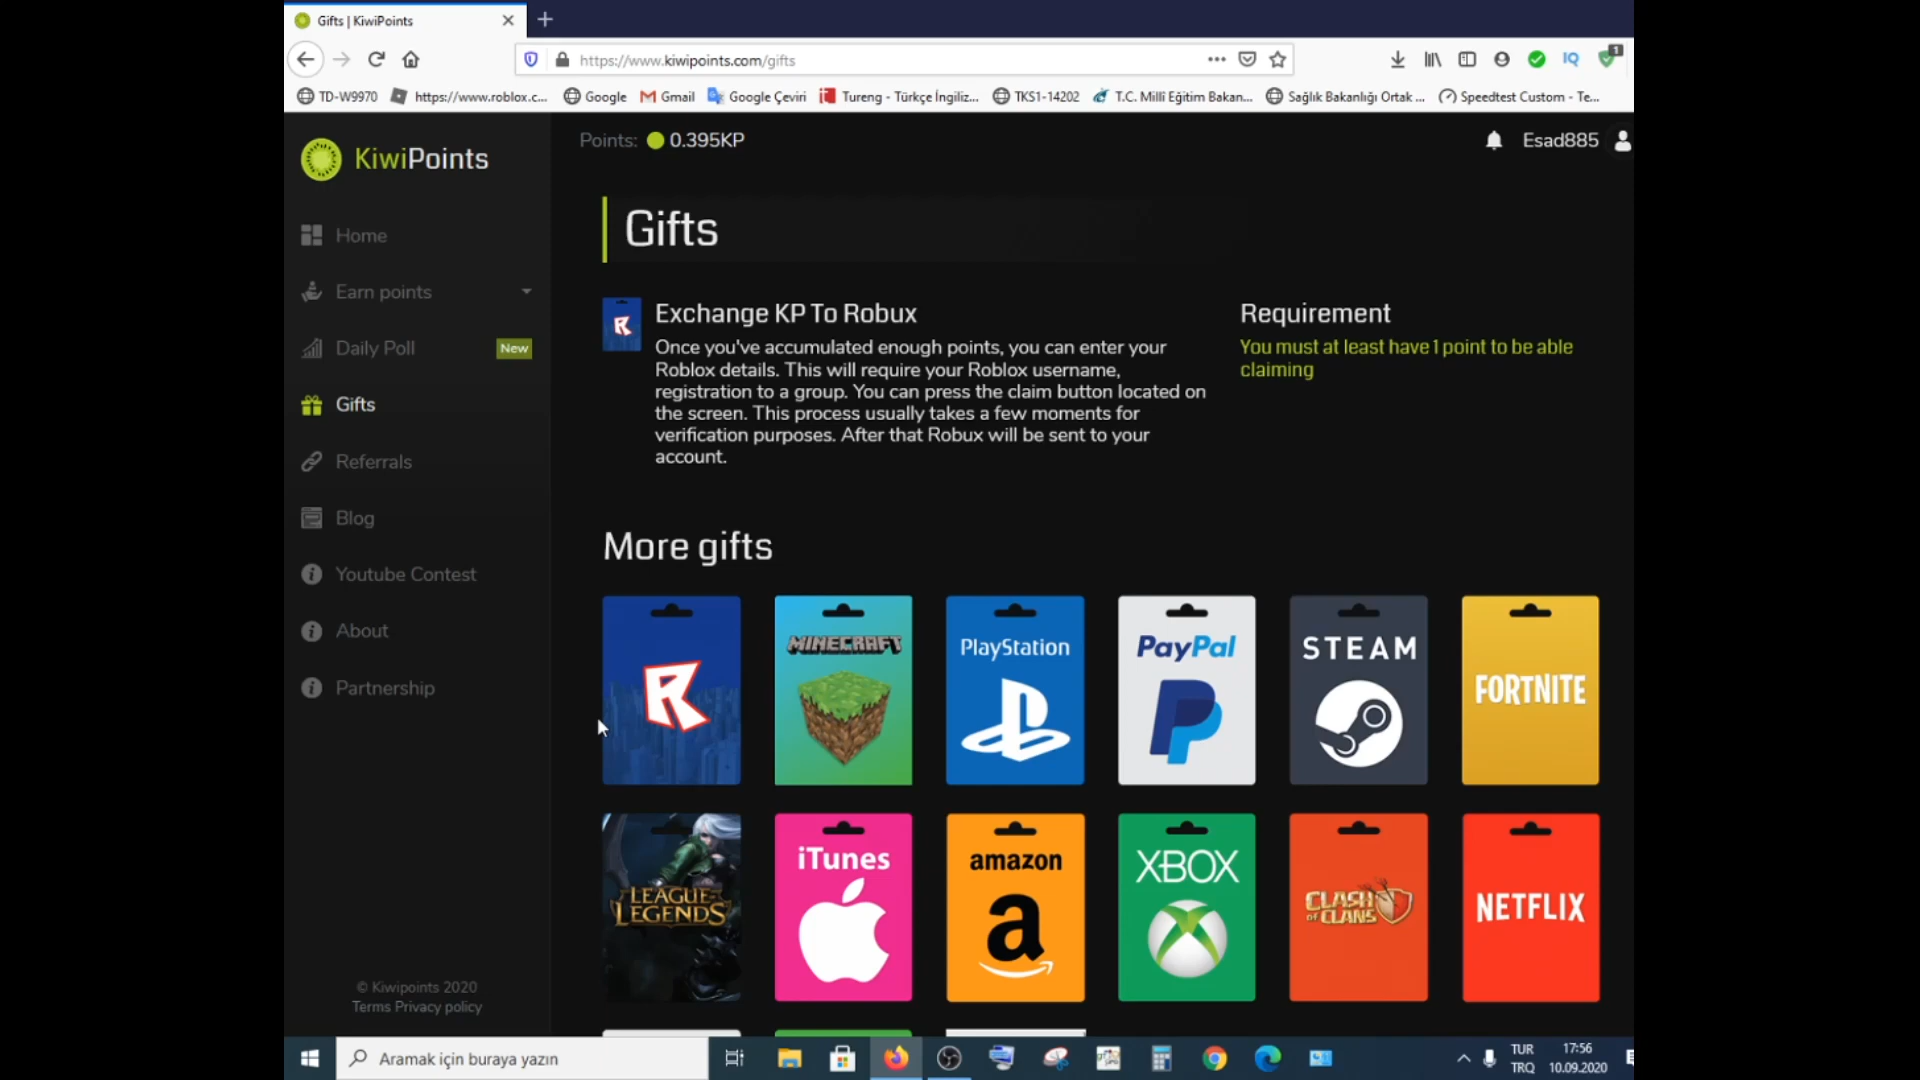 Gifts | KiwiPoints
https://www.kiwipoints.com/gifts
1
TD-W9970 https://www.roblox.c... Google Gmail Google Çeviri Tureng - Türkçe İngiliz... TKS1-14202 T.C. Millî Eğitim Bakan... Sağlık Bakanlığı Ortak ... Speedtest Custom - Te...
KiwiPoints
Points: 0.395KP
Esad885
Home
Earn points
Daily Poll New
Gifts
Referrals
Blog
Youtube Contest
About
Partnership
© Kiwipoints 2020
Terms Privacy policy
Gifts
Exchange KP To Robux
Once you've accumulated enough points, you can enter your
Roblox details. This will require your Roblox username,
registration to a group. You can press the claim button located on
the screen. This process usually takes a few moments for
verification purposes. After that Robux will be sent to your
account.
Requirement
You must at least have 1 point to be able
claiming
More gifts
R
MINECRAFT
PlayStation
PayPal
STEAM
FORTNITE
LEAGUE OF
LEGENDS
iTunes
amazon
a
XBOX
CLASH
OF CLANS
NETFLIX
Aramak için buraya yazın
TUR
TRQ
17:56
10.09.2020